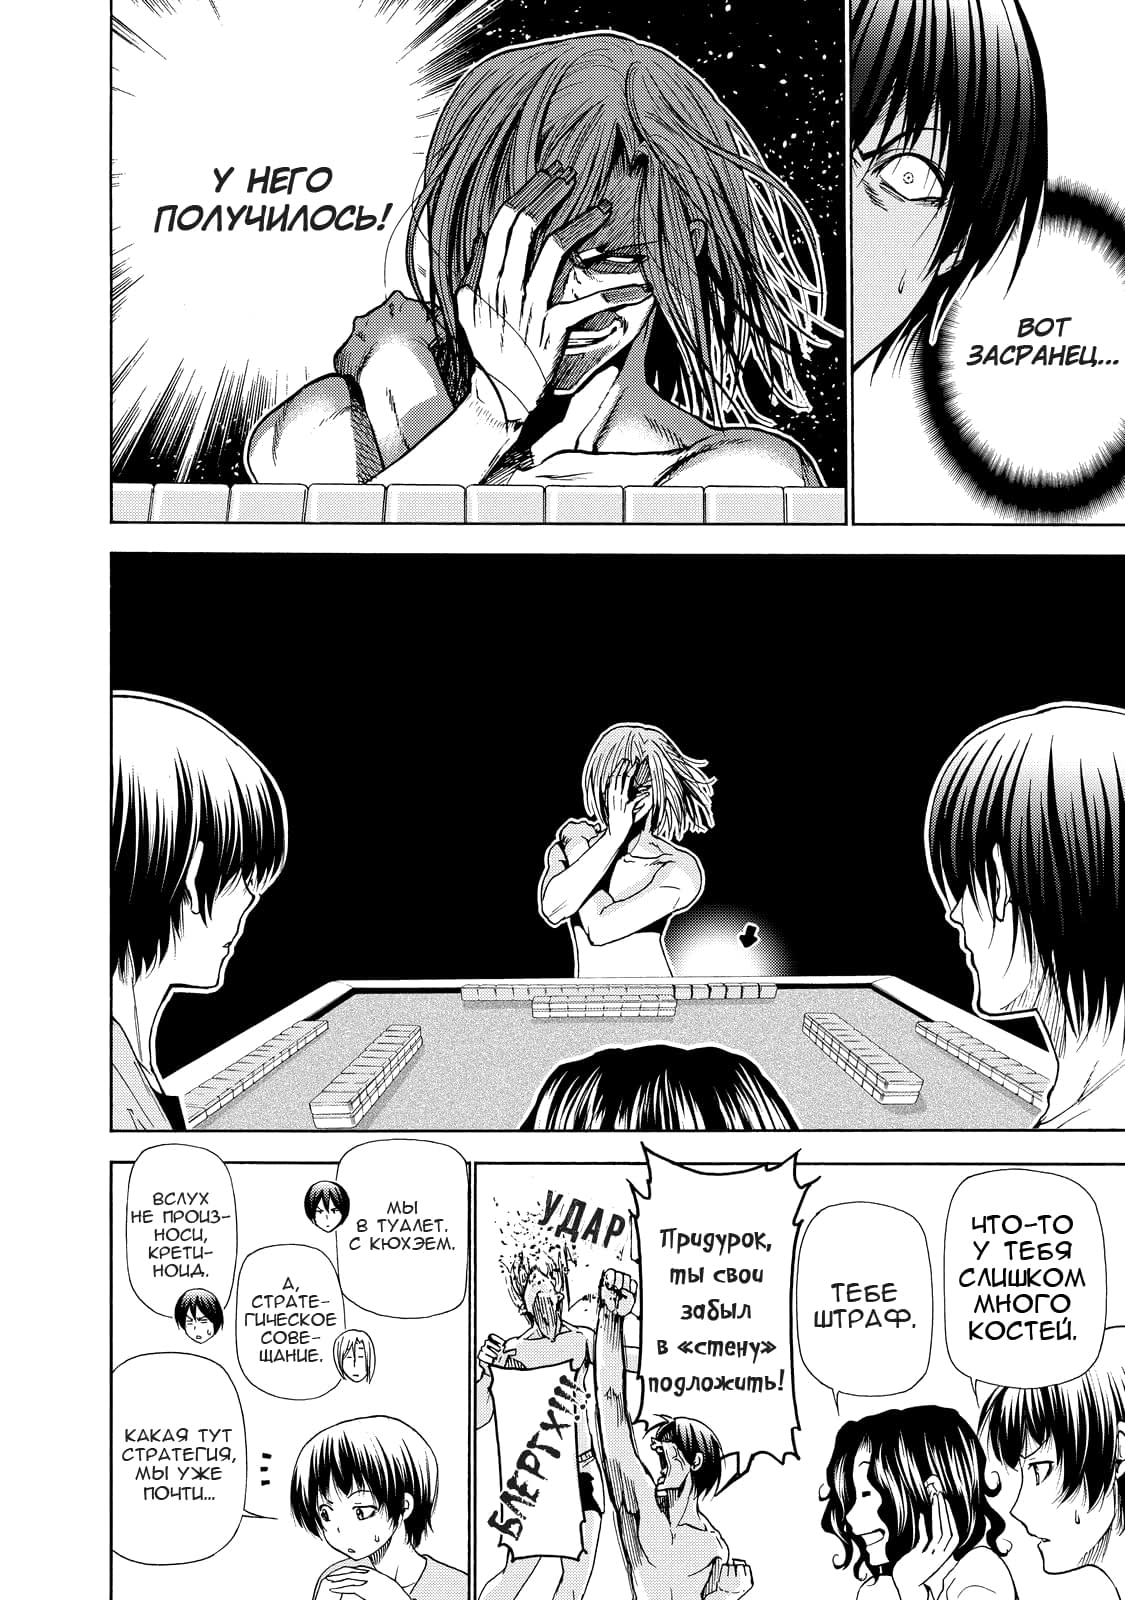 ВОТ
ЗАСРАНЕЦ...
У НЕГО
ПОЛУЧИЛОСЬ!
ЧТО-ТО
У ТЕБЯ
СЛИШКОМ
МНОГО
КОСТЕЙ.
ТЕБЕ
ШТРАФ.
Придурок,
ты свои
забыл
в «стену»
подложить!
УДАР
БЛЕРГХ!!!
МЫ
В ТУАЛЕТ.
С КЮХЭЕМ.
А,
СТРАТЕ-
ГИЧЕСКОЕ
СОВЕ-
ЩАНИЕ.
ВСЛУХ
НЕ ПРОИЗ-
НОСИ,
КРЕТИ-
НОИД.
КАКАЯ ТУТ
СТРАТЕГИЯ,
МЫ УЖЕ
ПОЧТИ...